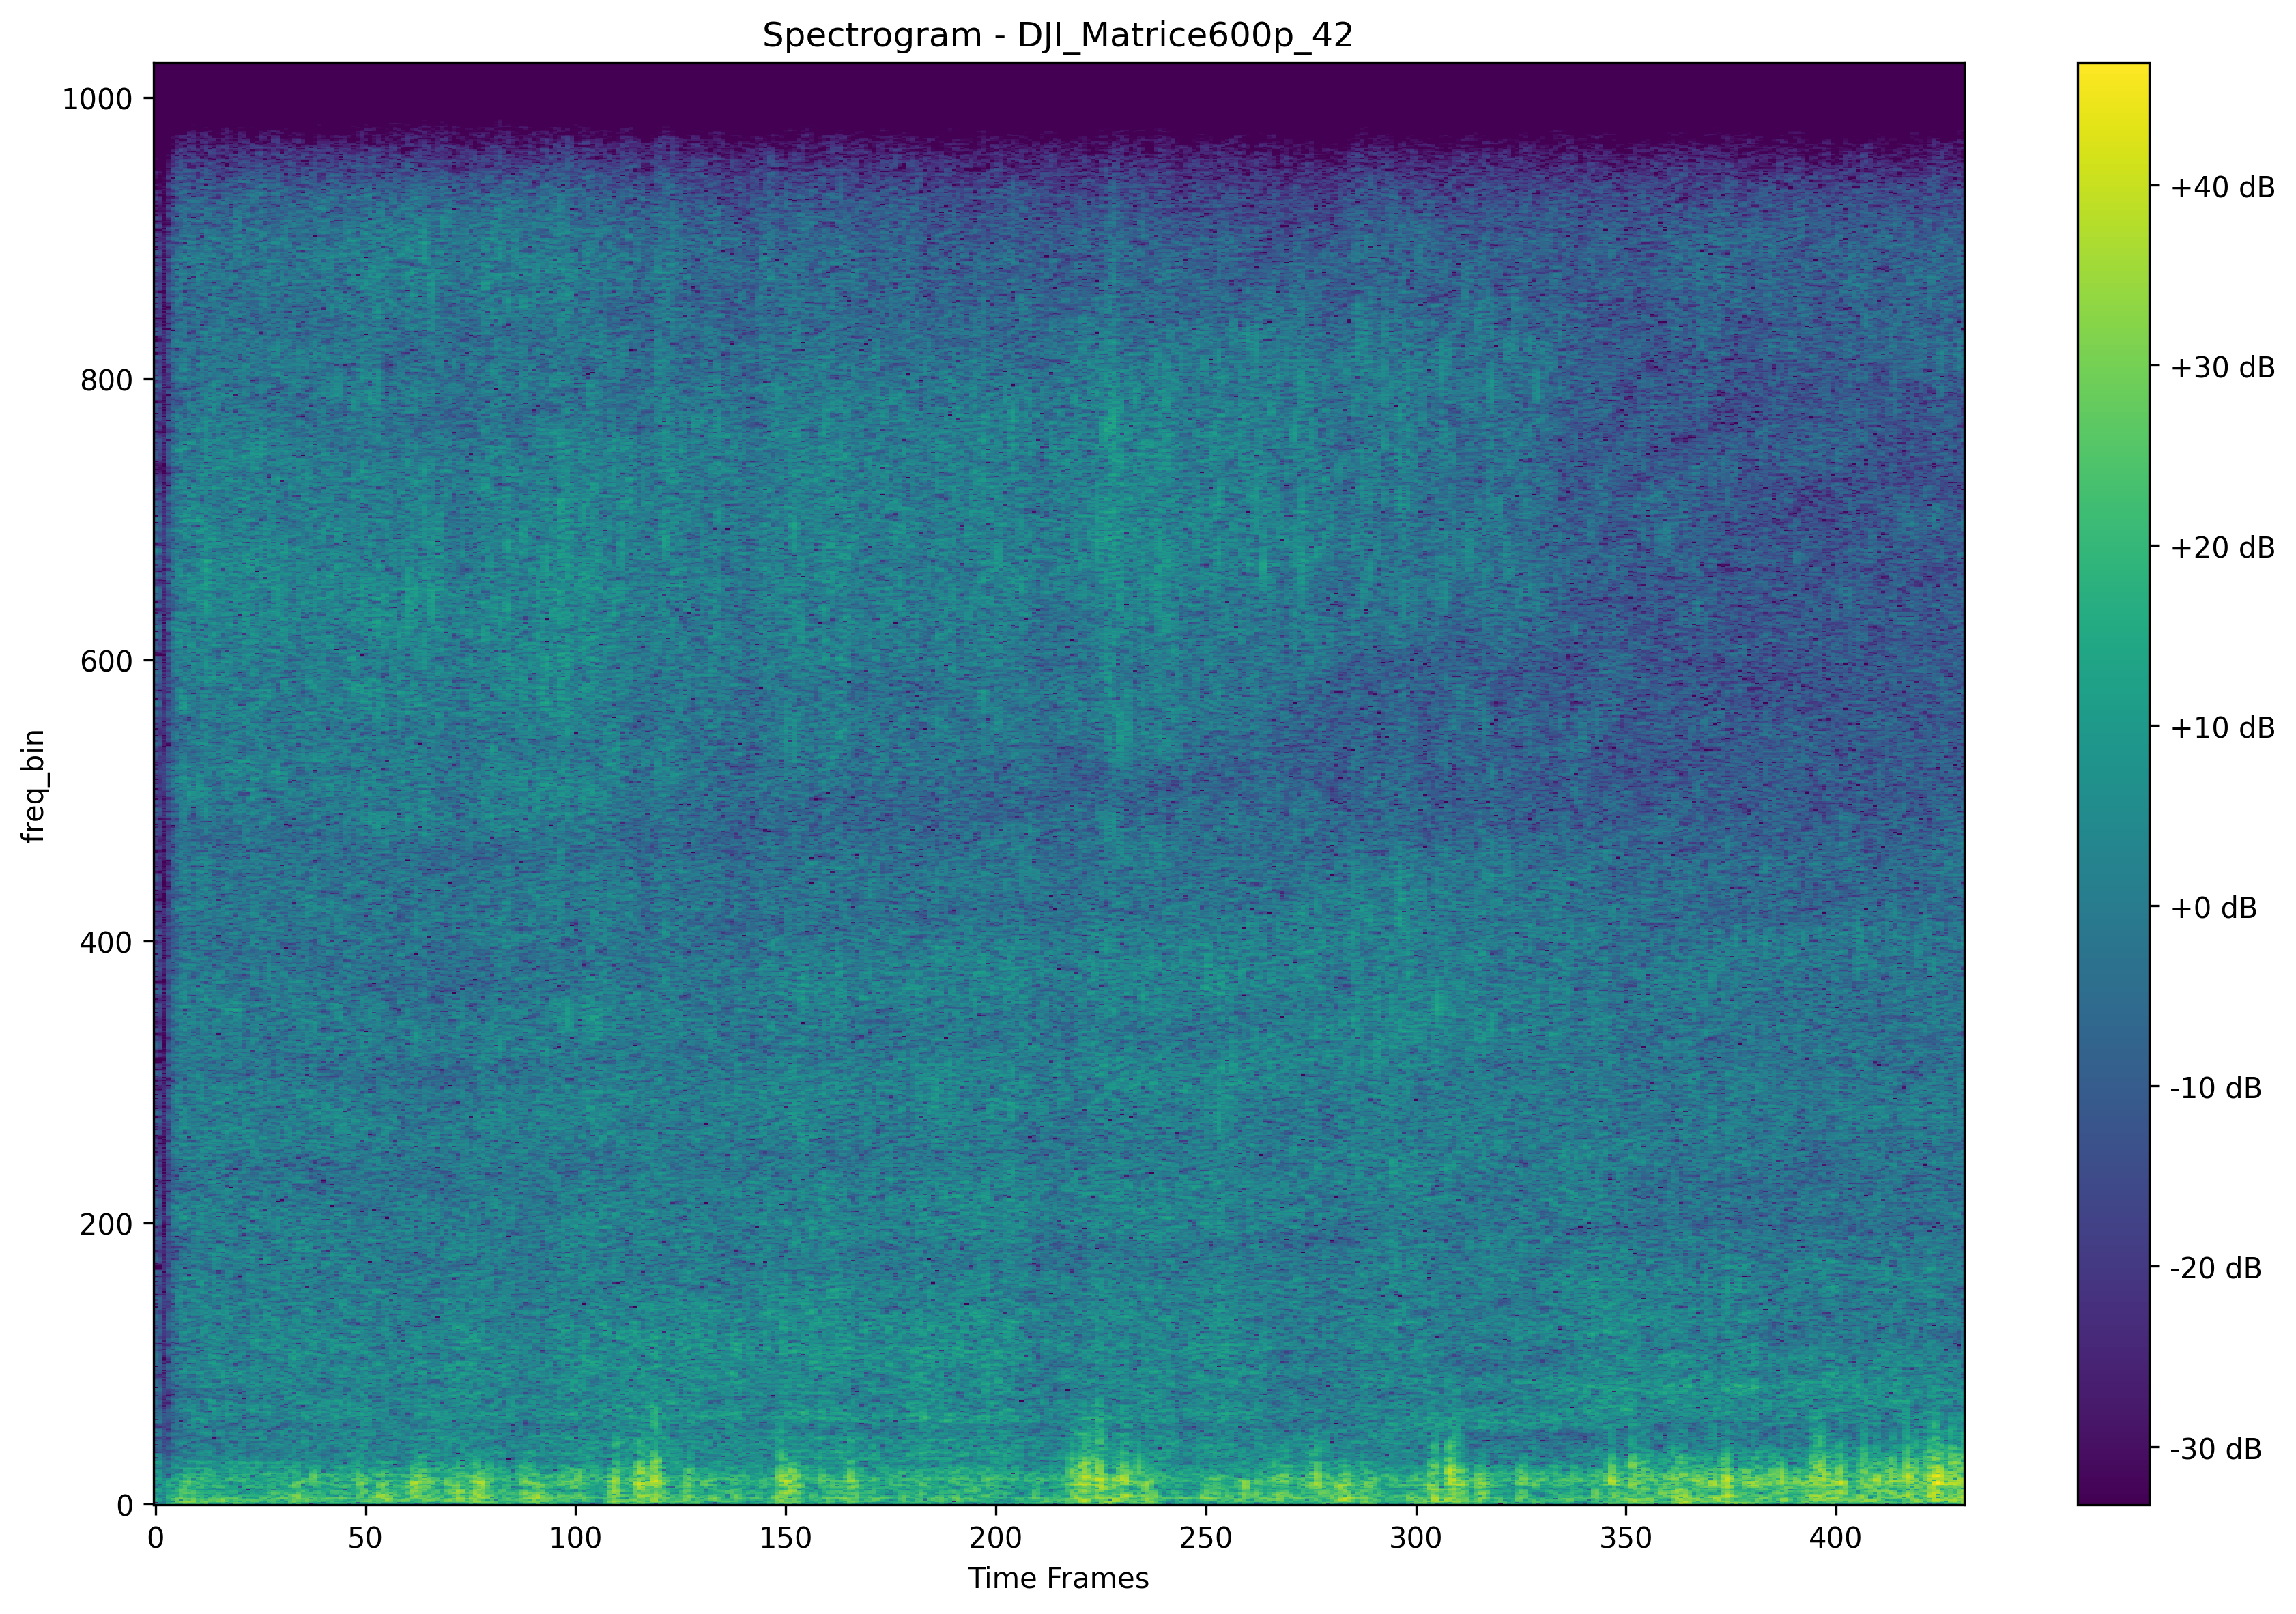 Spectrogram - DJI_Matrice600p_42
1000
800
600
400
200
0
freq_bin
0 50 100 150 200 250 300 350 400
Time Frames
+40 dB
+30 dB
+20 dB
+10 dB
+0 dB
-10 dB
-20 dB
-30 dB